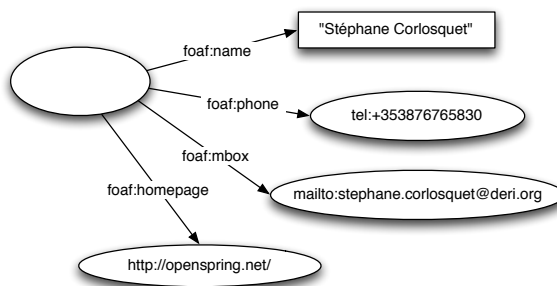 "Stéphane Corlosquet"
foaf:name
foaf:phone
tel:+353876765830
foaf:mbox
foaf:homepage
mailto:stephane.corlosquet@deri.org
http://openspring.net/